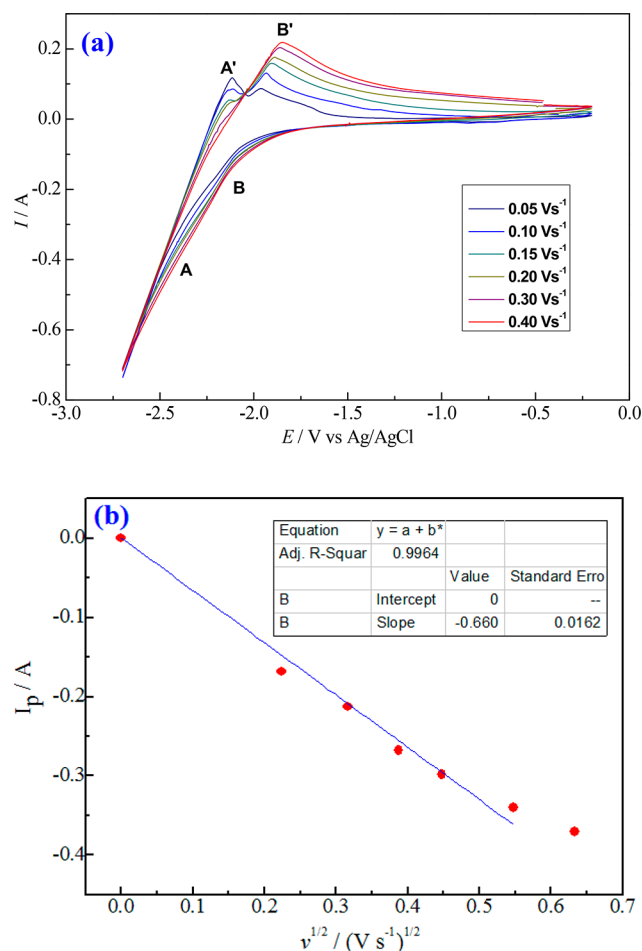 (a)
B'
A'
B
A
0.2
0.0
-0.2
-0.4
-0.6
-0.8
I / A
0.05 Vs-1
0.10 Vs-1
0.15 Vs-1
0.20 Vs-1
0.30 Vs-1
0.40 Vs-1
-3.0 -2.5 -2.0 -1.5 -1.0 -0.5 0.0
E / V vs Ag/AgCl
(b)
Equation y = a + b*
Adj. R-Squar 0.9964
Value Standard Erro
B Intercept 0 --
B Slope -0.660 0.0162
0.0
-0.1
-0.2
-0.3
-0.4
Ip / A
0.0 0.1 0.2 0.3 0.4 0.5 0.6 0.7
v1/2 / (V s-1)1/2